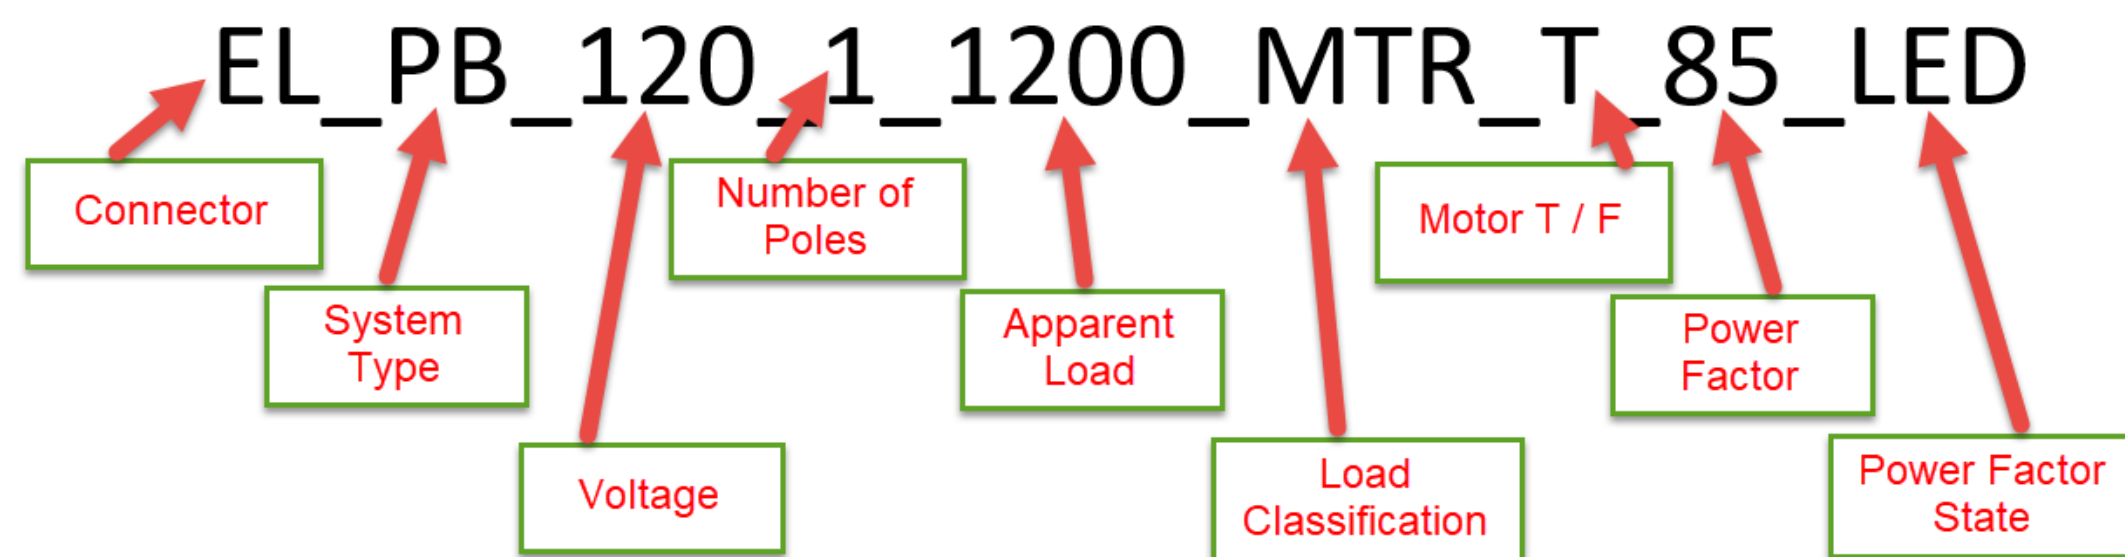 EL_PB_120_1_1200_MTR_T_85_LED
Connector
System
Type
Voltage
Number of
Poles
Apparent
Load
Load
Classification
Motor T / F
Power
Factor
Power Factor
State